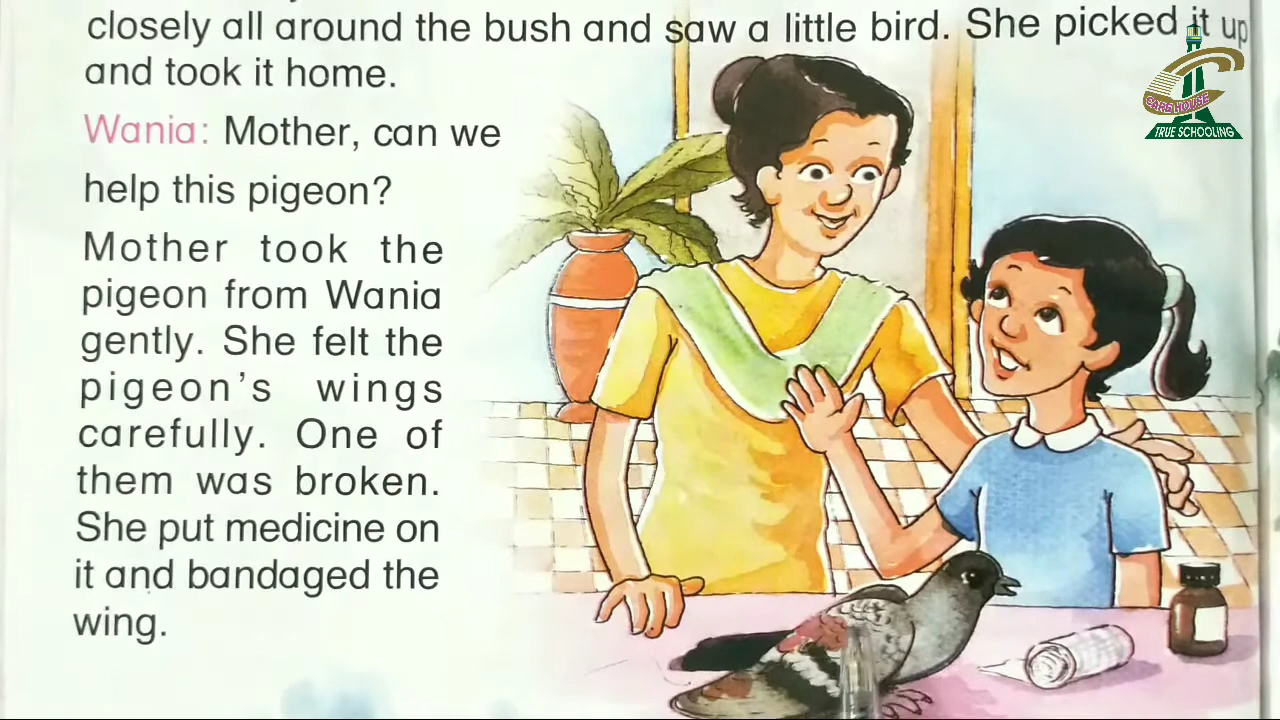 closely all around the bush and saw a little bird. She picked it up
and took it home.
Wania: Mother, can we
help this pigeon?
Mother took the
pigeon from Wania
gently. She felt the
pigeon's wings
carefully. One of
them was broken.
She put medicine on
it and bandaged the
wing.
CAPS HOUSE
TRUE SCHOOLING